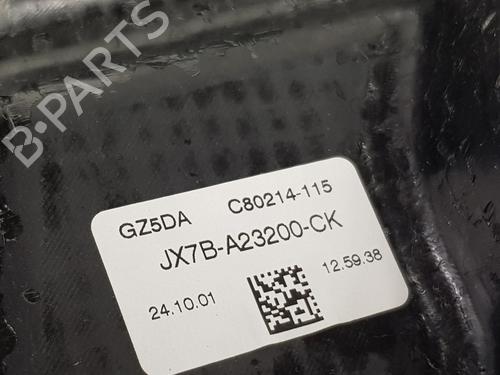 B-PARTS
GZ5DA C80214-115
JX7B-A23200-CK
24.10.01 12.59.38